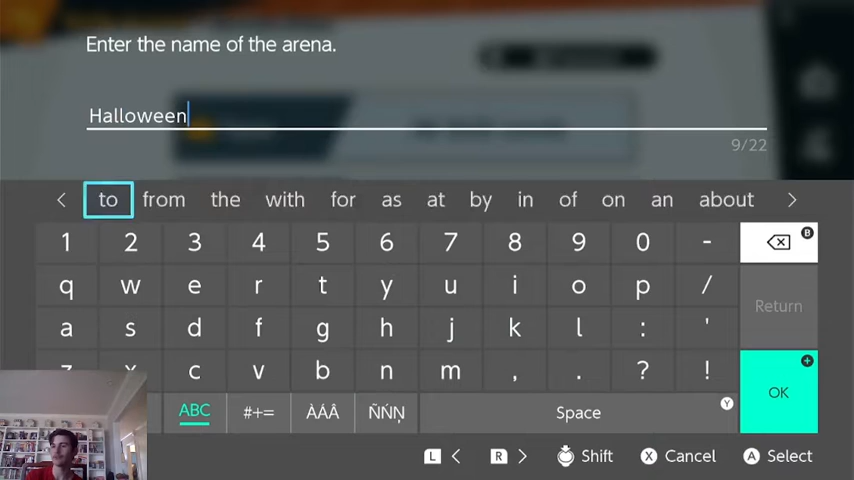 Enter the name of the arena.
Halloween
9/22
< to from the with for as at by in of on an about >
1 2 3 4 5 6 7 8 9 0 - B
q w e r t y u i o p / Return
a s d f g h j k l : '
c v b n m , . ? ! OK +
ABC #+= ÀÁÂ ÑŃŅ Space Y
L < R > Shift X Cancel A Select